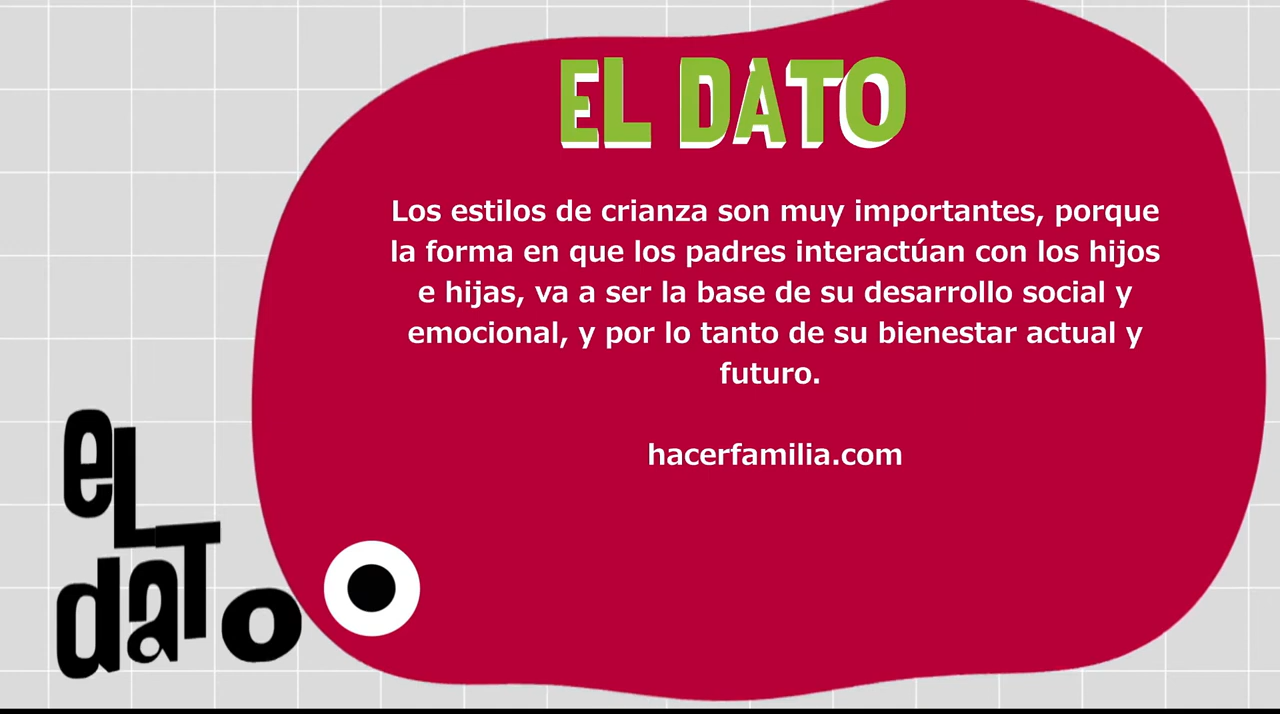 EL DATO
Los estilos de crianza son muy importantes, porque
la forma en que los padres interactúan con los hijos
e hijas, va a ser la base de su desarrollo social y
emocional, y por lo tanto de su bienestar actual y
futuro.
hacerfamilia.com
eL
daTo